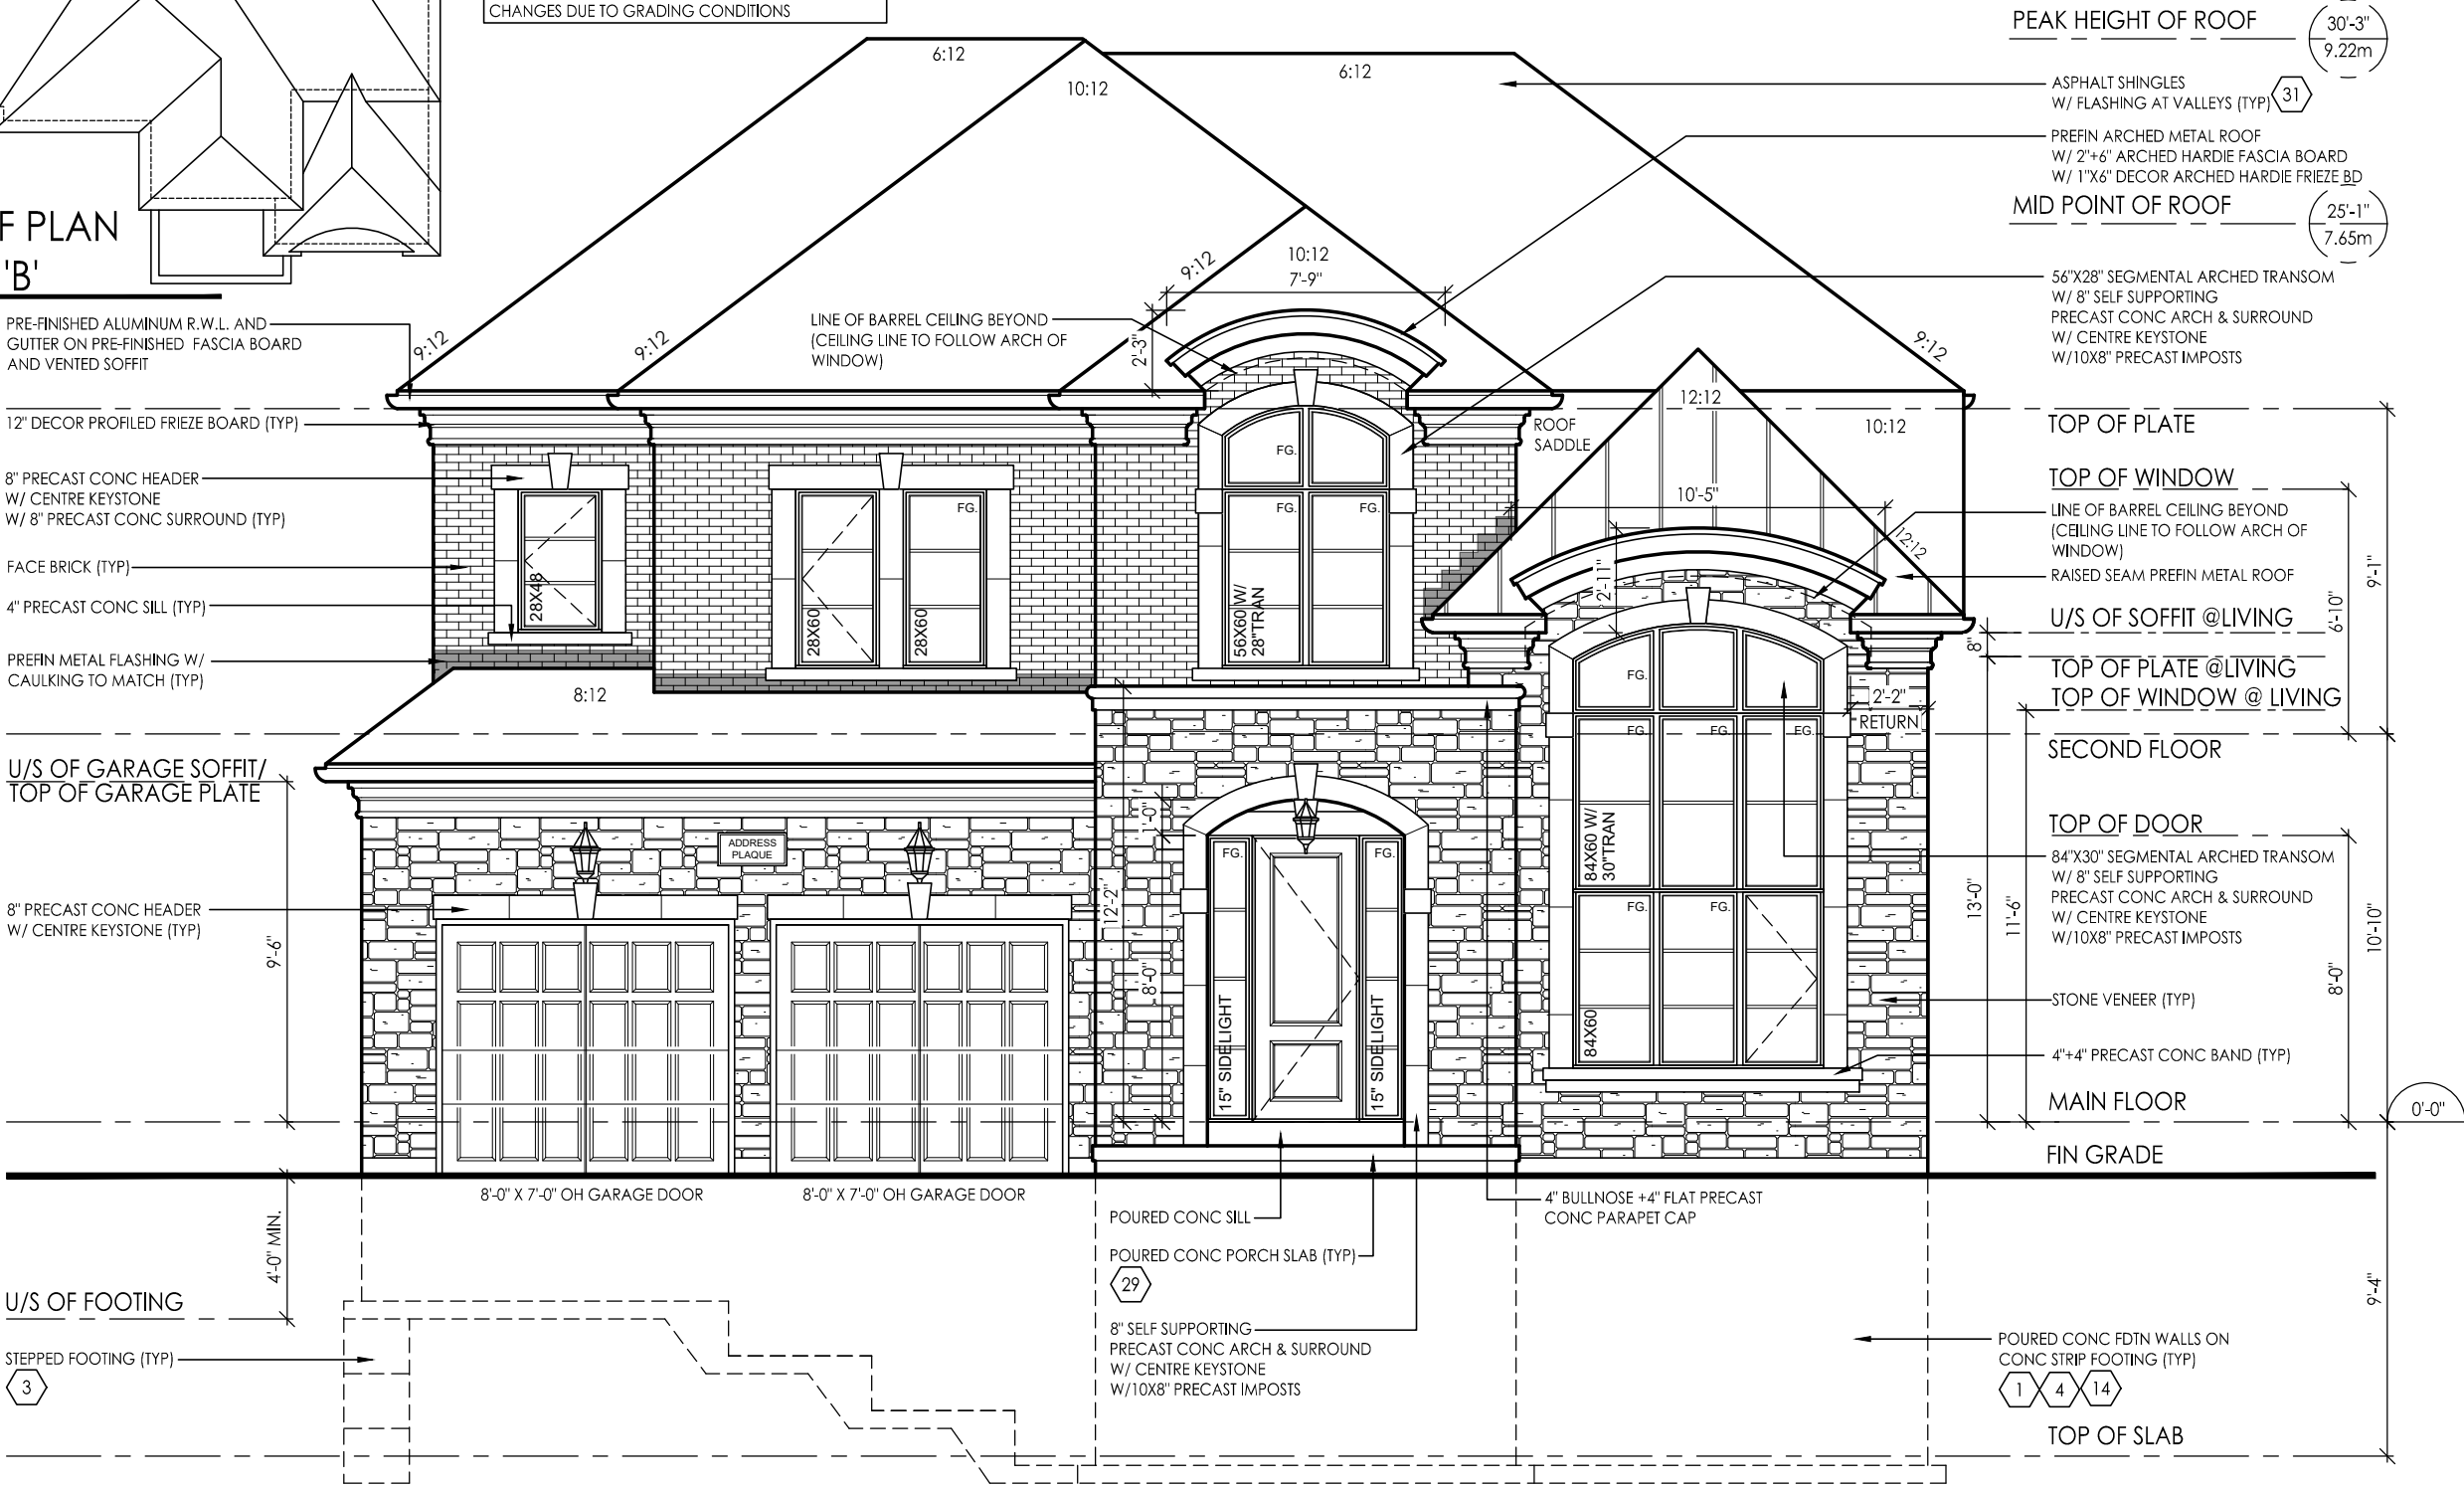 CHANGES DUE TO GRADING CONDITIONS
F PLAN
'B'
PEAK HEIGHT OF ROOF
30'-3"
9.22m
6:12
10:12
6:12
ASPHALT SHINGLES
W/ FLASHING AT VALLEYS (TYP)
31
PREFIN ARCHED METAL ROOF
W/ 2"+6" ARCHED HARDIE FASCIA BOARD
W/ 1"X6" DECOR ARCHED HARDIE FRIEZE BD
MID POINT OF ROOF
25'-1"
7.65m
9:12
10:12
7'-9"
56"X28" SEGMENTAL ARCHED TRANSOM
W/ 8" SELF SUPPORTING
PRECAST CONC ARCH & SURROUND
W/ CENTRE KEYSTONE
W/10X8" PRECAST IMPOSTS
PRE-FINISHED ALUMINUM R.W.L. AND
GUTTER ON PRE-FINISHED FASCIA BOARD
AND VENTED SOFFIT
9:12
9:12
LINE OF BARREL CEILING BEYOND
(CEILING LINE TO FOLLOW ARCH OF
WINDOW)
2'-3"
9:12
12" DECOR PROFILED FRIEZE BOARD (TYP)
ROOF
SADDLE
12:12
10:12
TOP OF PLATE
8" PRECAST CONC HEADER
W/ CENTRE KEYSTONE
W/ 8" PRECAST CONC SURROUND (TYP)
FG.
FG.
FG.
FG.
10'-5"
TOP OF WINDOW
LINE OF BARREL CEILING BEYOND
(CEILING LINE TO FOLLOW ARCH OF
WINDOW)
12:12
FACE BRICK (TYP)
RAISED SEAM PREFIN METAL ROOF
9'-1"
6'-10"
2'-11"
4" PRECAST CONC SILL (TYP)
28X48
28X60
28X60
56X60 W/
28"TRAN
U/S OF SOFFIT @LIVING
8"
PREFIN METAL FLASHING W/
CAULKING TO MATCH (TYP)
8:12
FG.
TOP OF PLATE @LIVING
TOP OF WINDOW @ LIVING
2'-2"
RETURN
FG.
FG.
FG.
SECOND FLOOR
U/S OF GARAGE SOFFIT/
TOP OF GARAGE PLATE
ADDRESS
PLAQUE
1'-0"
FG.
FG.
84X60 W/
30"TRAN
TOP OF DOOR
84"X30" SEGMENTAL ARCHED TRANSOM
W/ 8" SELF SUPPORTING
PRECAST CONC ARCH & SURROUND
W/ CENTRE KEYSTONE
W/10X8" PRECAST IMPOSTS
8" PRECAST CONC HEADER
W/ CENTRE KEYSTONE (TYP)
9'-6"
12'-2"
8'-0"
FG.
FG.
13'-0"
11'-6"
8'-0"
10'-10"
STONE VENEER (TYP)
15" SIDELIGHT
15" SIDELIGHT
84X60
4"+4" PRECAST CONC BAND (TYP)
MAIN FLOOR
0'-0"
FIN GRADE
8'-0" X 7'-0" OH GARAGE DOOR
8'-0" X 7'-0" OH GARAGE DOOR
4'-0" MIN.
POURED CONC SILL
4" BULLNOSE +4" FLAT PRECAST
CONC PARAPET CAP
POURED CONC PORCH SLAB (TYP)
29
U/S OF FOOTING
9'-4"
8" SELF SUPPORTING
PRECAST CONC ARCH & SURROUND
W/ CENTRE KEYSTONE
W/10X8" PRECAST IMPOSTS
STEPPED FOOTING (TYP)
3
POURED CONC FDTN WALLS ON
CONC STRIP FOOTING (TYP)
1
4
14
TOP OF SLAB